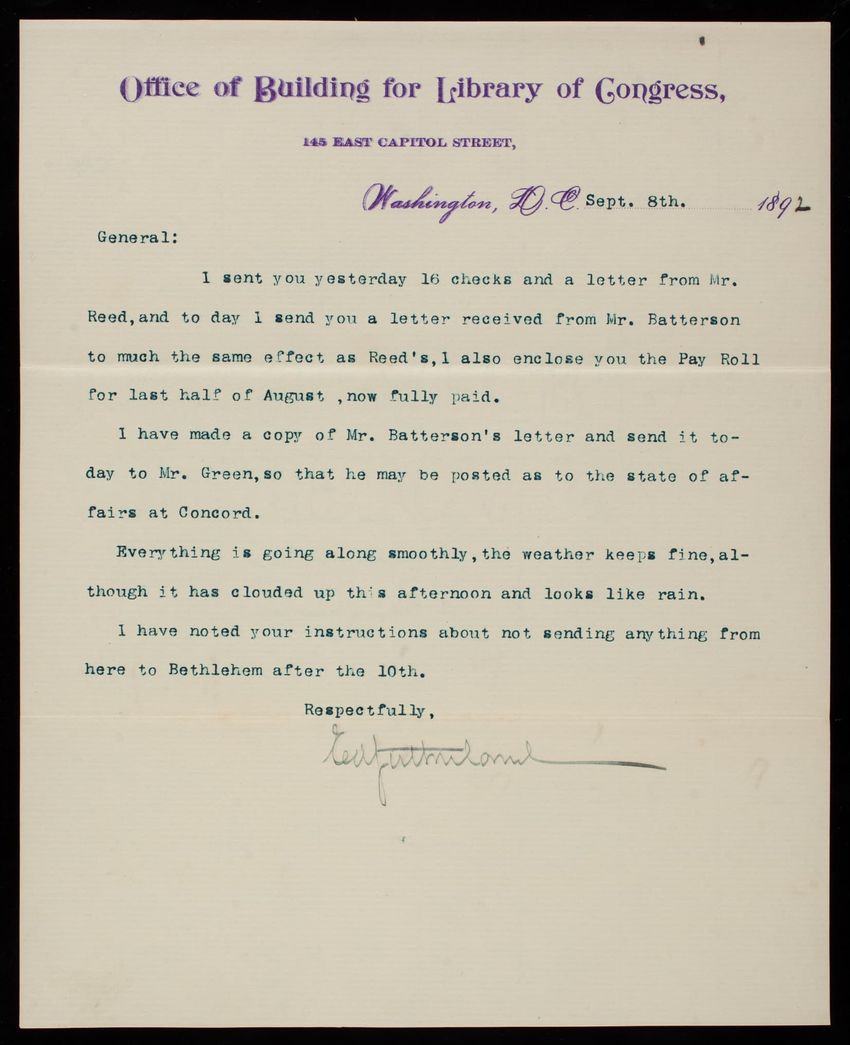 Office of Building for Library of Congress,
145 EAST CAPITOL STREET,
Washington, D. C. Sept. 8th. 1892
General:
I sent you yesterday 16 checks and a letter from Mr.
Reed,and to day I send you a letter received from Mr. Batterson
to much the same effect as Reed's,I also enclose you the Pay Roll
for last half of August ,now fully paid.
I have made a copy of Mr. Batterson's letter and send it to-
day to Mr. Green,so that he may be posted as to the state of af-
fairs at Concord.
Everything is going along smoothly,the weather keeps fine,al-
though it has clouded up this afternoon and looks like rain.
I have noted your instructions about not sending anything from
here to Bethlehem after the 10th.
Respectfully,